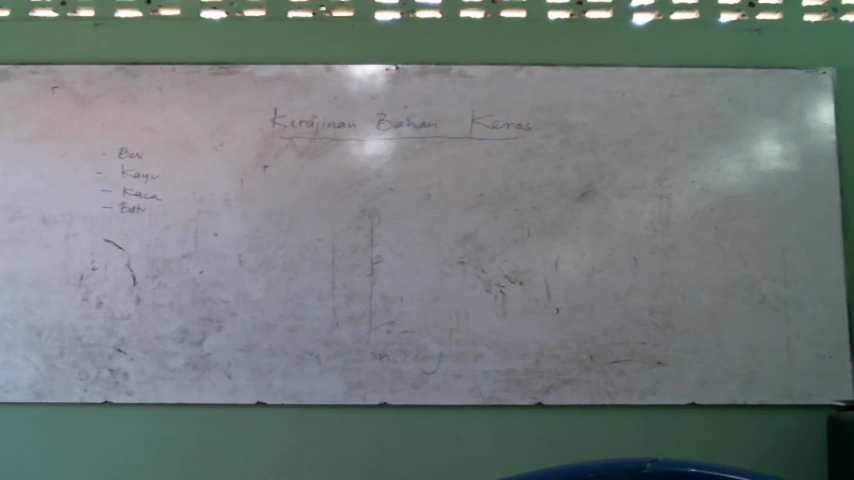 Kerajinan Bahan Keras
- Besi
- Kayu
- Kaca
- Batu